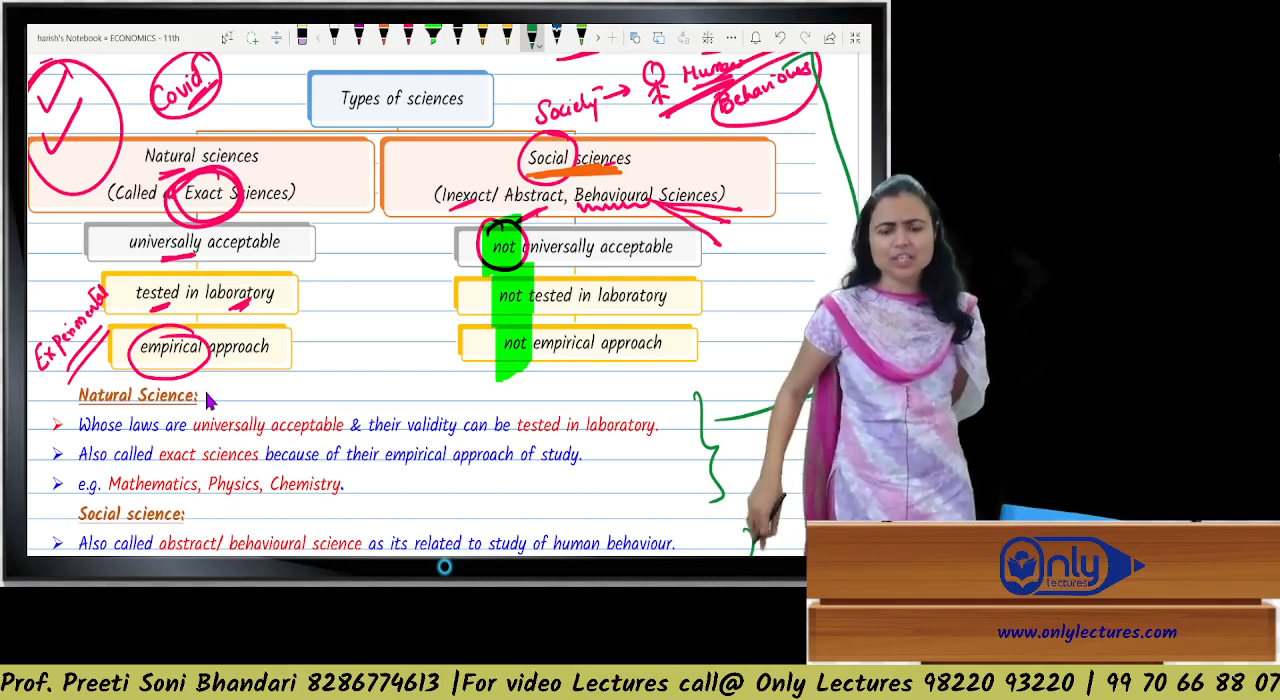 harish's Notebook » ECONOMICS - 11th
Covid
Types of sciences
Society → Human
Behaviours
Natural sciences
(Called Exact Sciences)
Social sciences
(Inexact/ Abstract, Behavioural Sciences)
universally acceptable
not universally acceptable
tested in laboratory
not tested in laboratory
Experimental
empirical approach
not empirical approach
Natural Science:
➢ Whose laws are universally acceptable & their validity can be tested in laboratory.
➢ Also called exact sciences because of their empirical approach of study.
➢ e.g. Mathematics, Physics, Chemistry.
Social science:
➢ Also called abstract/ behavioural science as its related to study of human behaviour.
Only
lectures
www.onlylectures.com
Prof. Preeti Soni Bhandari 8286774613 |For video Lectures call@ Only Lectures 98220 93220 | 99 70 66 88 07